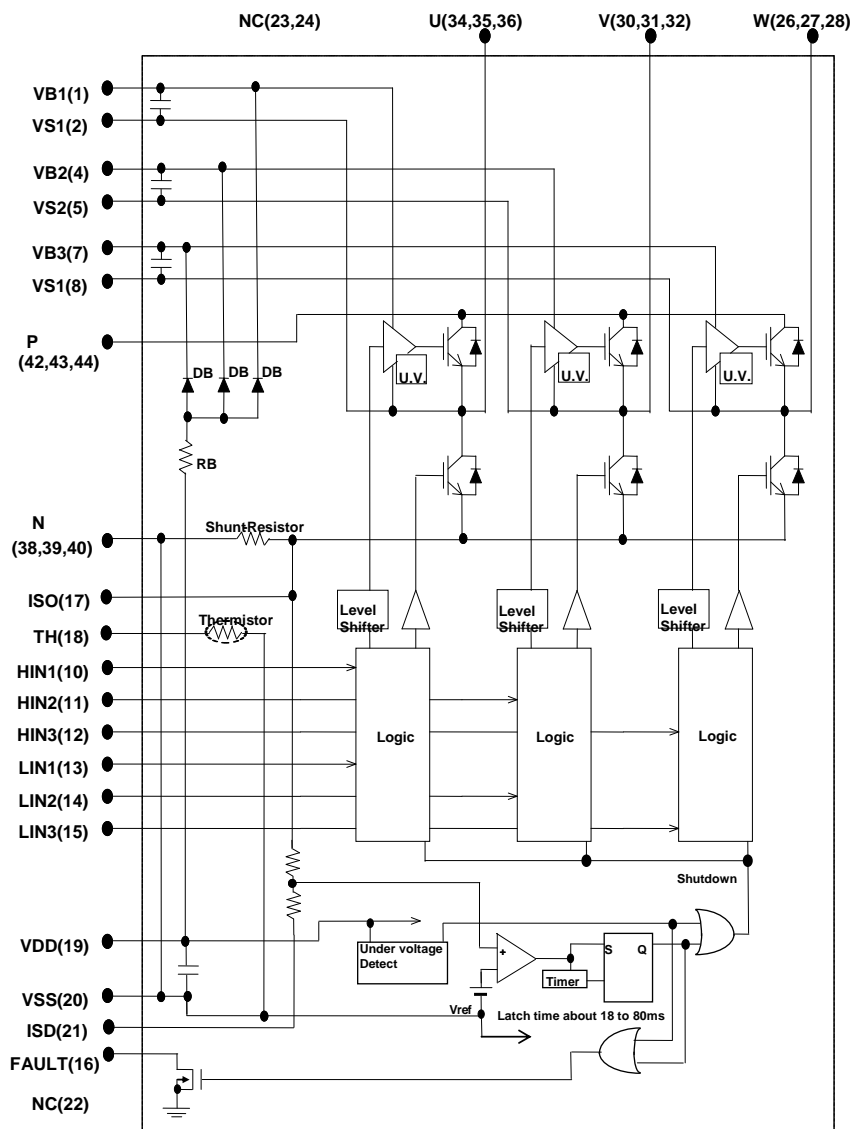 NC(23,24) U(34,35,36) V(30,31,32) W(26,27,28)
VB1(1)
VS1(2)
VB2(4)
VS2(5)
VB3(7)
VS1(8)
P
(42,43,44)
DB DB DB
U.V. U.V. U.V.
RB
N
(38,39,40)
Shunt-Resistor
ISO(17)
Level
Shifter
Level
Shifter
Level
Shifter
Thermistor
TH(18)
HIN1(10)
HIN2(11)
HIN3(12)
Logic Logic Logic
LIN1(13)
LIN2(14)
LIN3(15)
Shutdown
VDD(19)
Under voltage
Detect
+
S Q
Timer
VSS(20)
Vref
Latch time about 18 to 80ms
ISD(21)
FAULT(16)
NC(22)